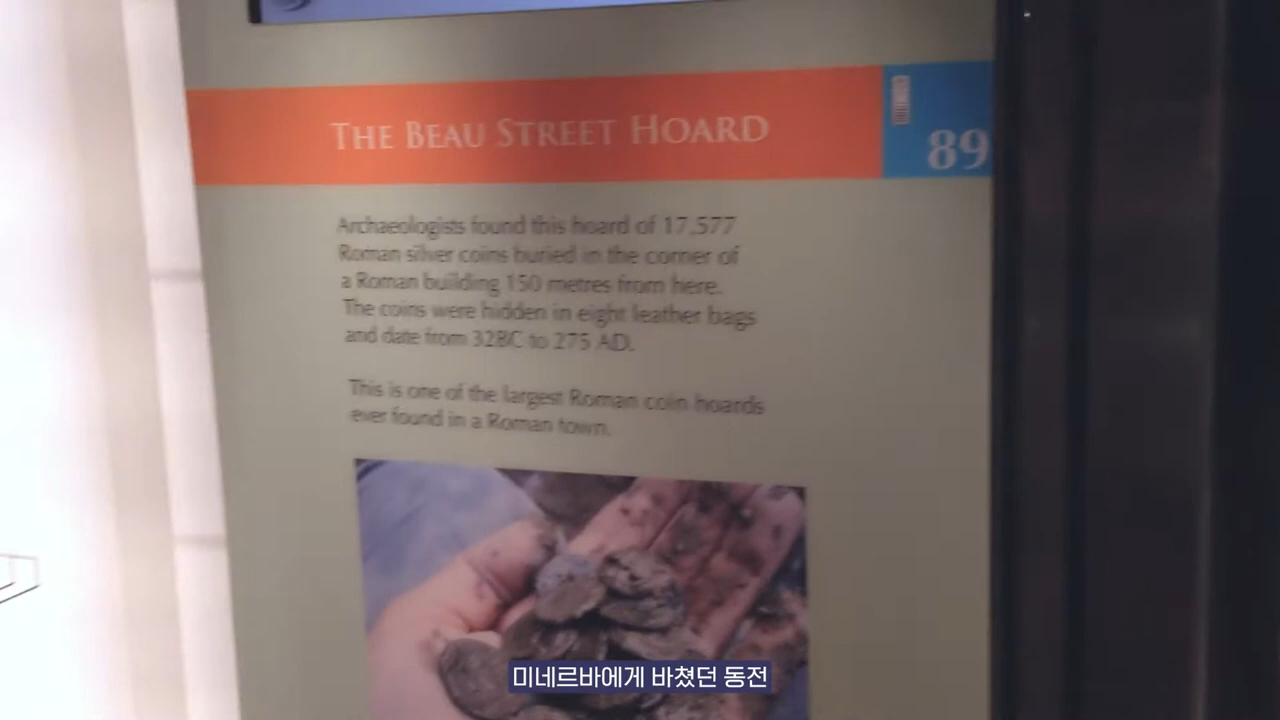 THE BEAU STREET HOARD
89
Archaeologists found this hoard of 17,577
Roman silver coins buried in the corner of
a Roman building 150 metres from here.
The coins were hidden in eight leather bags
and date from 32BC to 275 AD.
This is one of the largest Roman coin hoards
ever found in a Roman town.
미네르바에게 바쳤던 동전